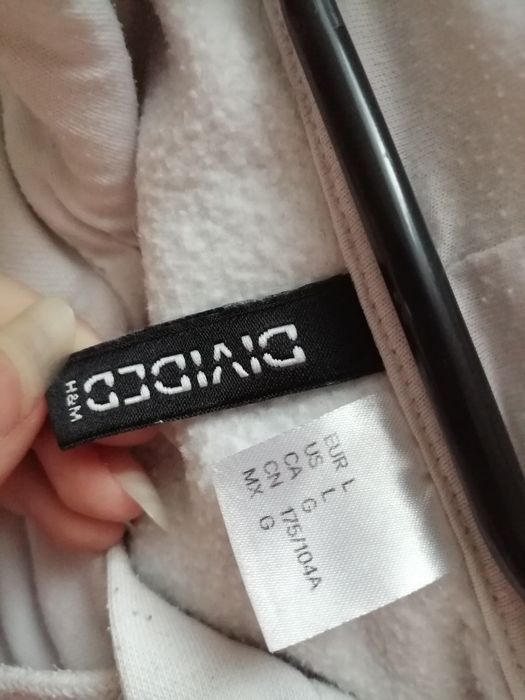 DIVIDED
H&M
EUR L
US L
CA G
CN 175/104A
MX G